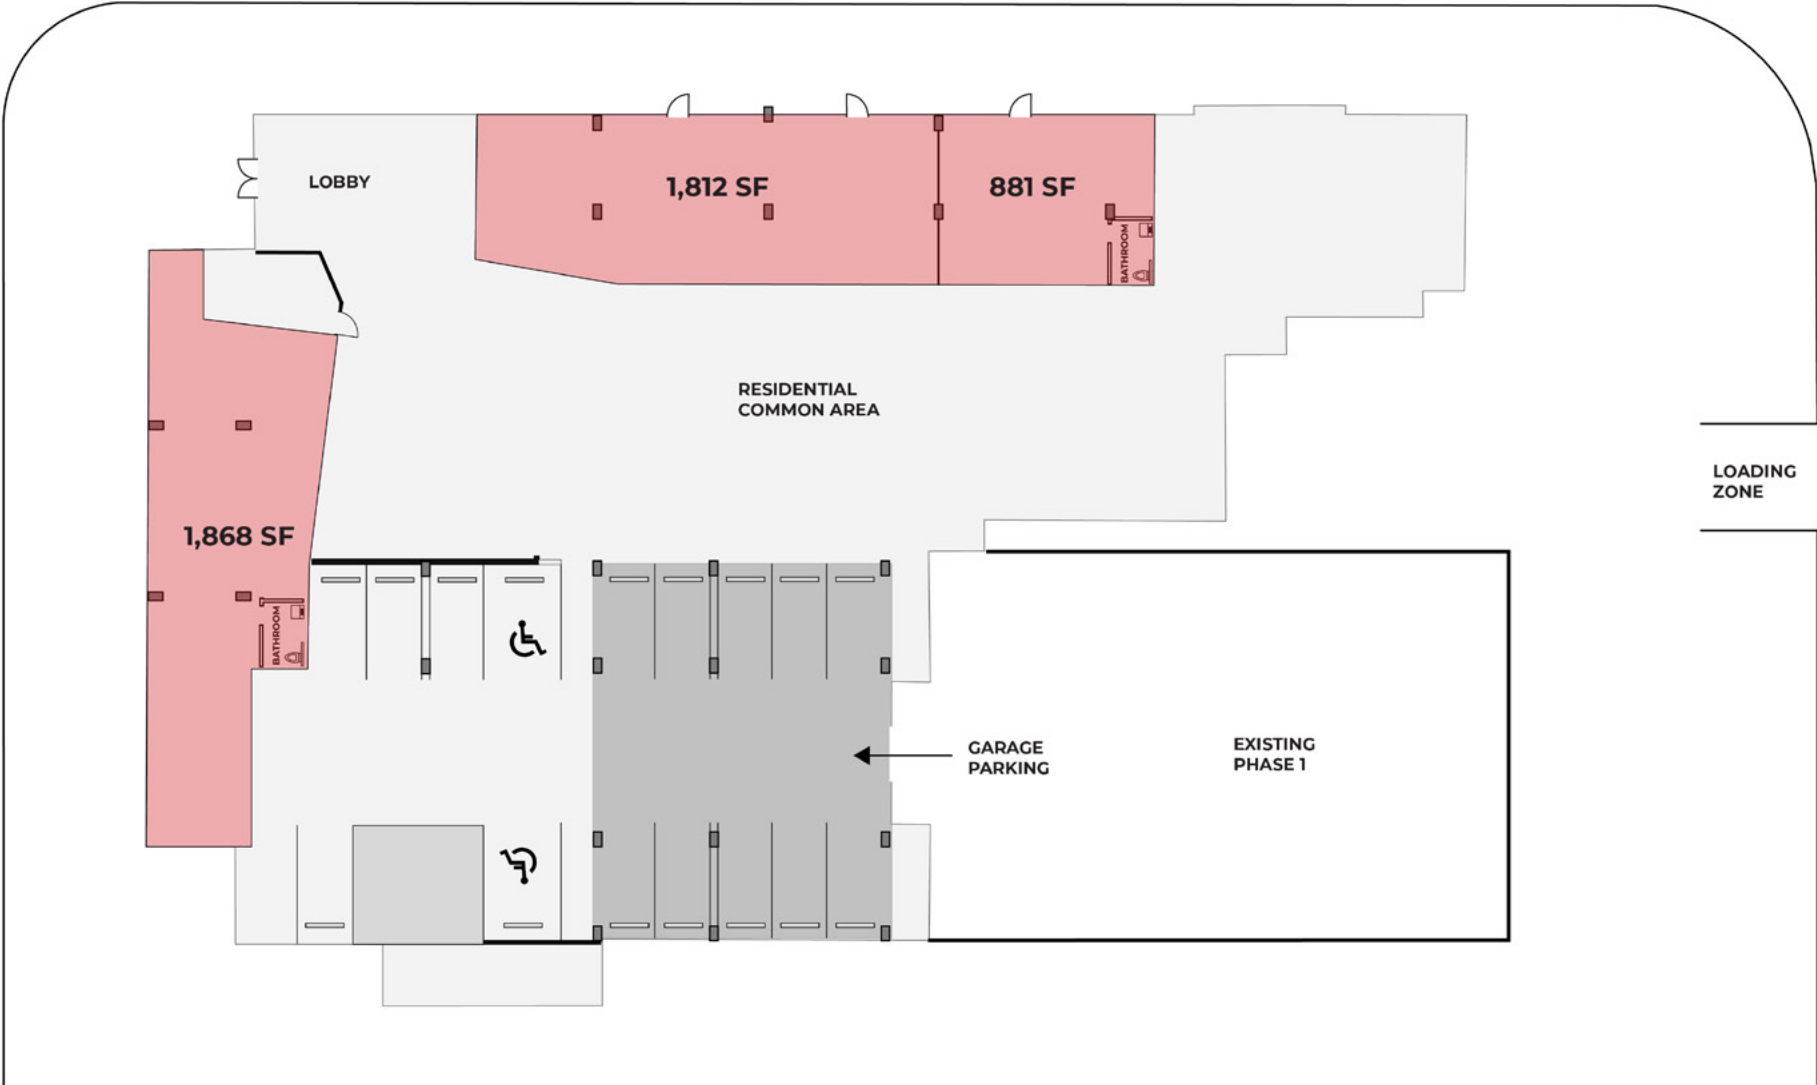 LOBBY
1,812 SF
881 SF
BATHROOM
RESIDENTIAL
COMMON AREA
LOADING
ZONE
1,868 SF
BATHROOM
GARAGE
PARKING
EXISTING
PHASE 1